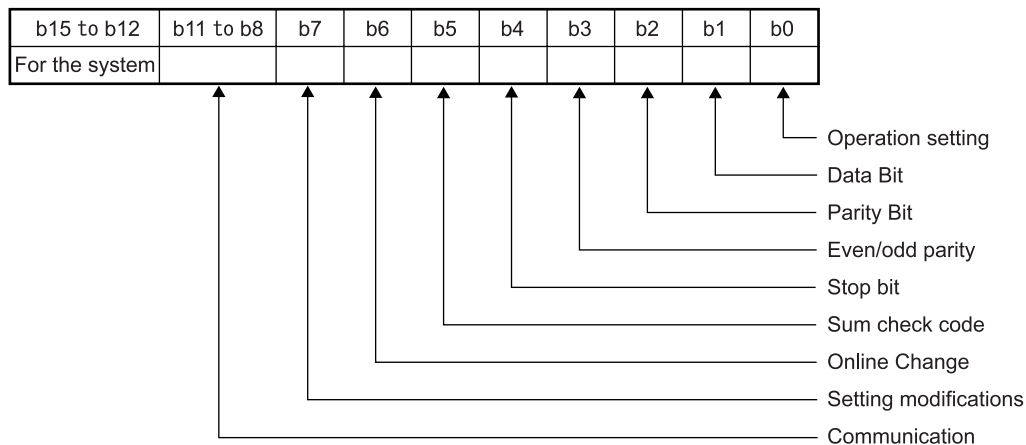 b15 to b12 b11 to b8 b7 b6 b5 b4 b3 b2 b1 b0
For the system
Operation setting
Data Bit
Parity Bit
Even/odd parity
Stop bit
Sum check code
Online Change
Setting modifications
Communication